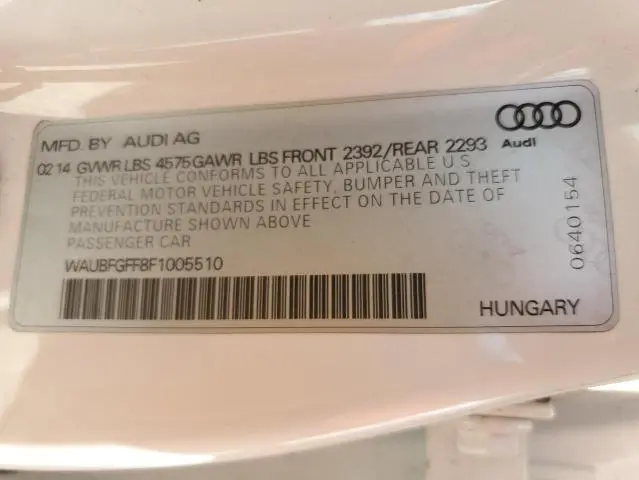 MFD. BY AUDI AG
02 14 GVWR LBS 4575 GAWR LBS FRONT 2392/REAR 2293
Audi
THIS VEHICLE CONFORMS TO ALL APPLICABLE U S
FEDERAL MOTOR VEHICLE SAFETY, BUMPER AND THEFT
PREVENTION STANDARDS IN EFFECT ON THE DATE OF
MANUFACTURE SHOWN ABOVE
PASSENGER CAR
WAUBFGFF8F1005510
HUNGARY
0640154